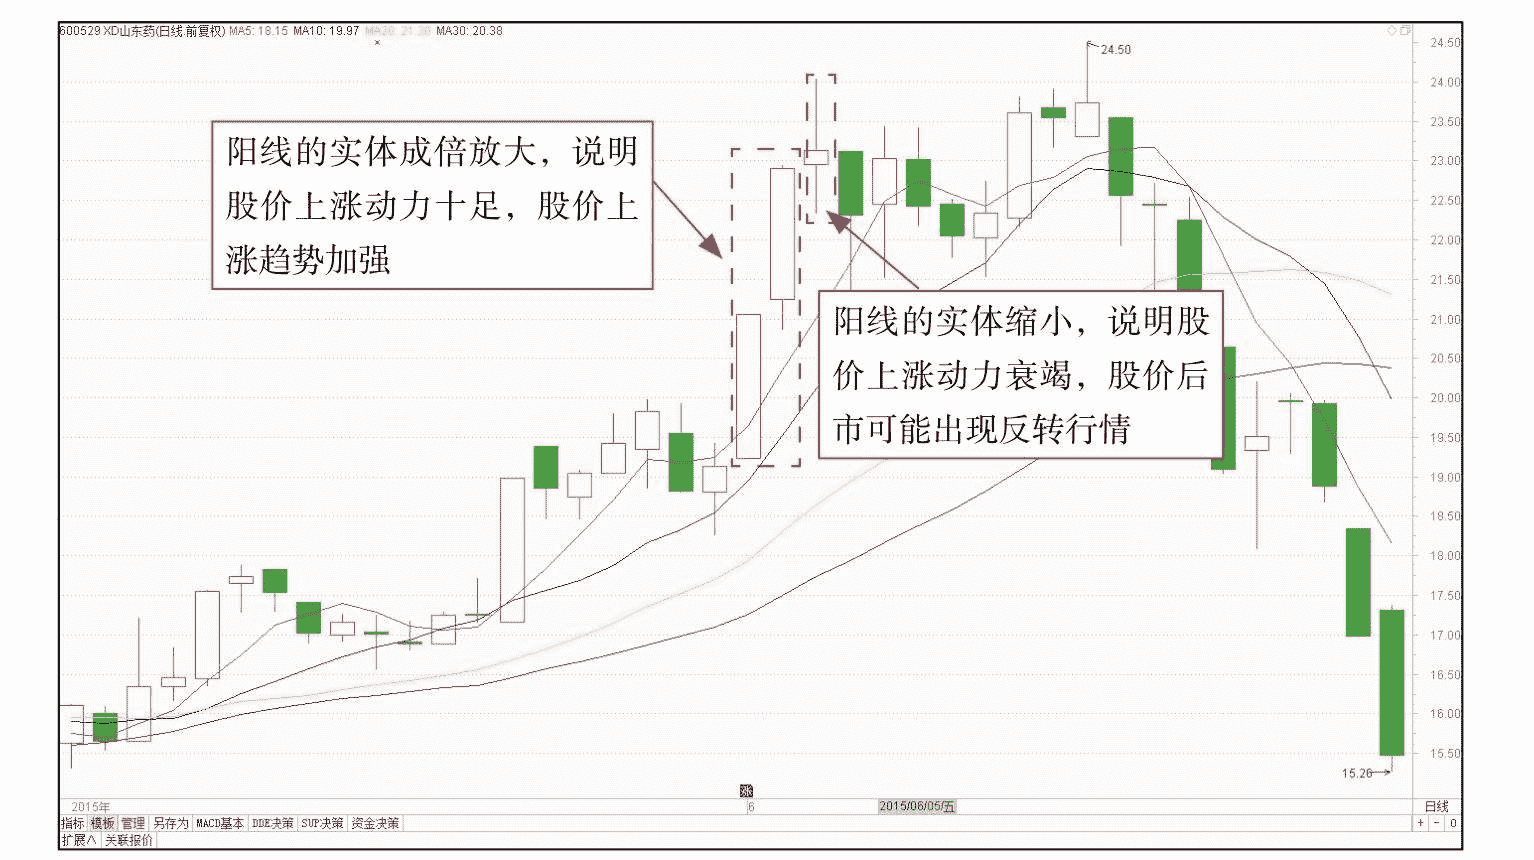 600529 XD山东药(日线.前复权) MA5: 18.15 MA10: 19.97 MA20: 21.30 MA30: 20.38
24.50
24.50
24.00
23.50
23.00
22.50
22.00
21.50
21.00
20.50
20.00
19.50
19.00
18.50
18.00
17.50
17.00
16.50
16.00
15.50
阳线的实体成倍放大，说明
股价上涨动力十足，股价上
涨趋势加强
阳线的实体缩小，说明股
价上涨动力衰竭，股价后
市可能出现反转行情
15.20
涨
2015年
6
2015/06/05/五
日线
指标 模板 管理 另存为 MACD基本 DDE决策 SUP决策 资金决策
+ - 0
扩展∧ 关联报价